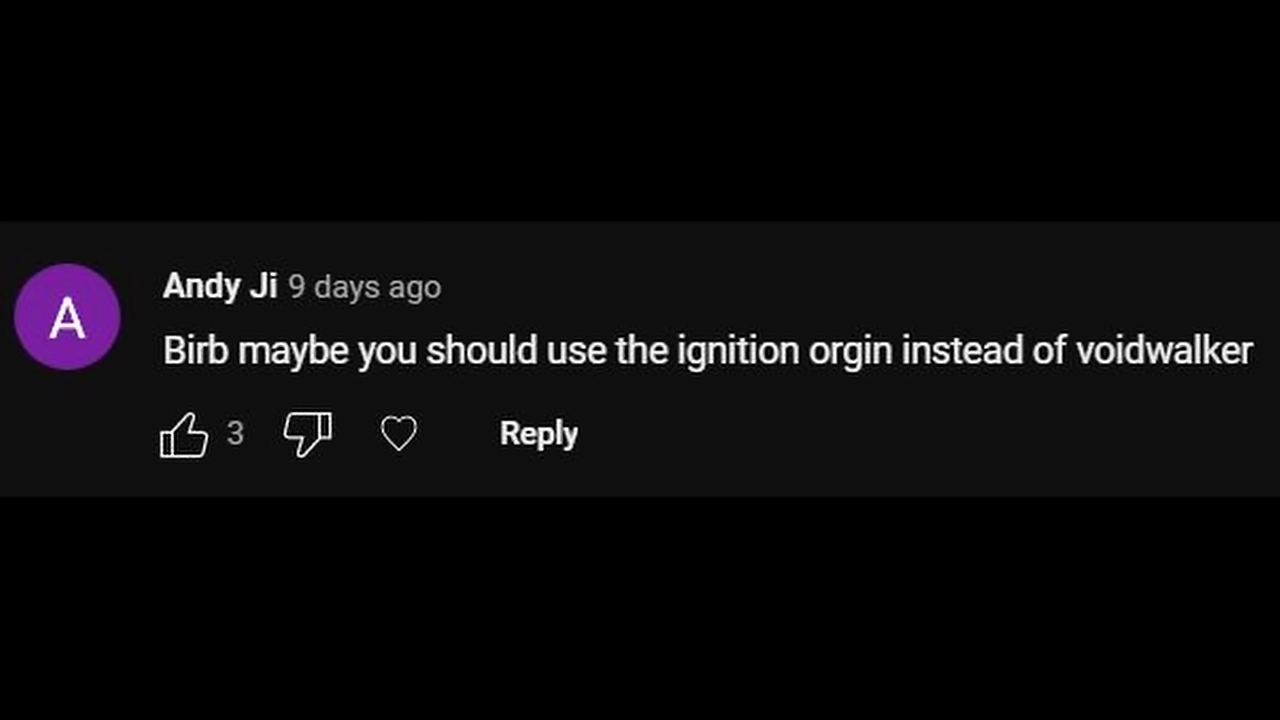 A
Andy Ji 9 days ago
Birb maybe you should use the ignition orgin instead of voidwalker
3 Reply